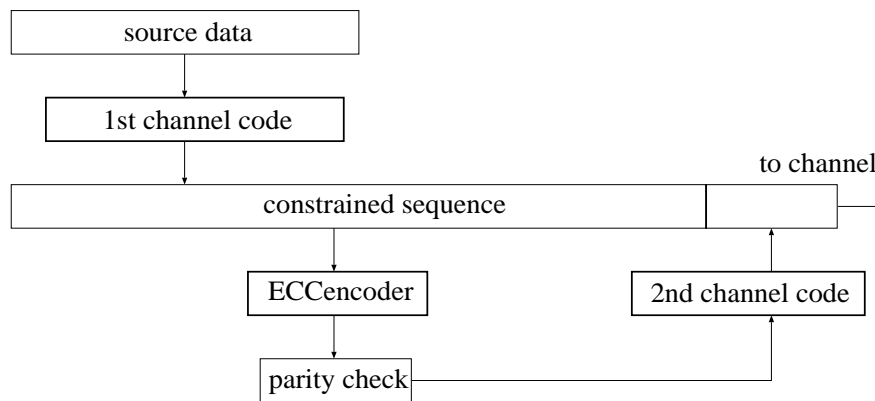 source data
1st channel code
to channel
constrained sequence
ECCencoder
2nd channel code
parity check